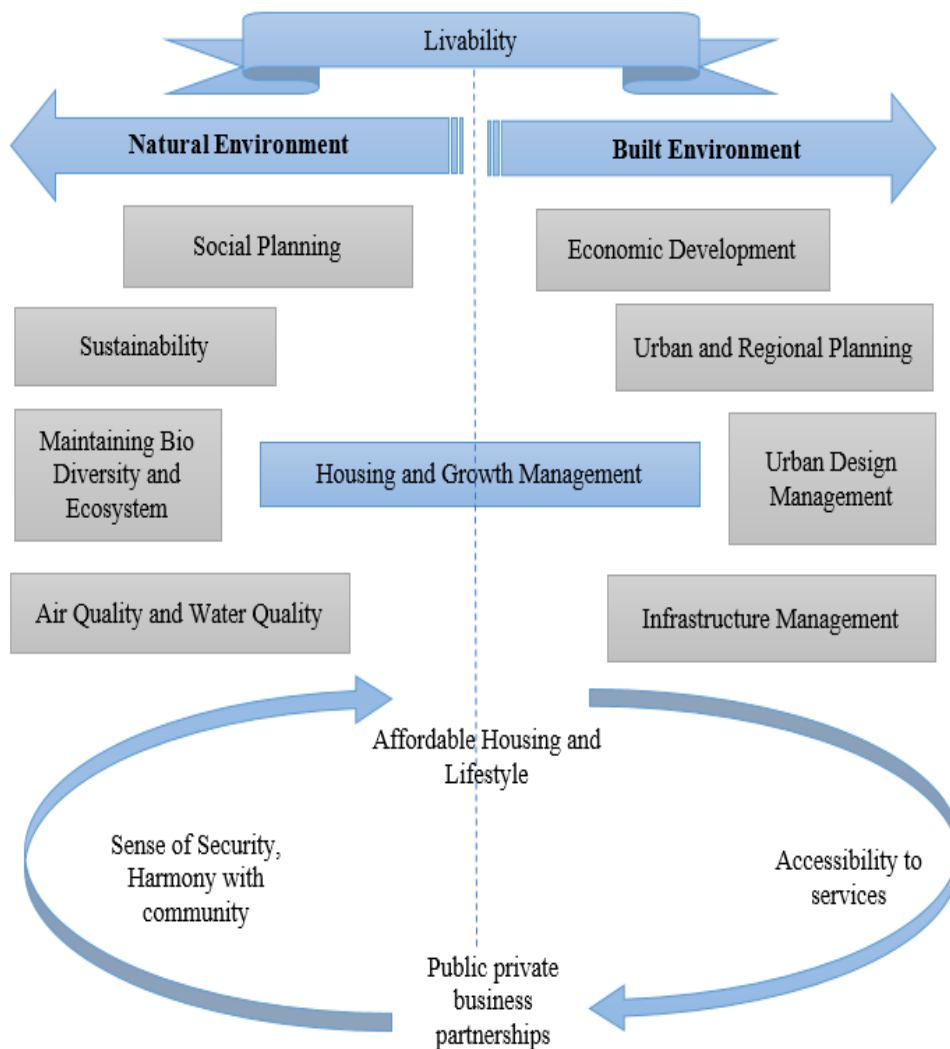 Livability
Natural Environment
Built Environment
Social Planning
Economic Development
Sustainability
Urban and Regional Planning
Maintaining Bio
Diversity and
Ecosystem
Housing and Growth Management
Urban Design
Management
Air Quality and Water Quality
Infrastructure Management
Affordable Housing and
Lifestyle
Sense of Security,
Harmony with
community
Accessibility to
services
Public private
business
partnerships